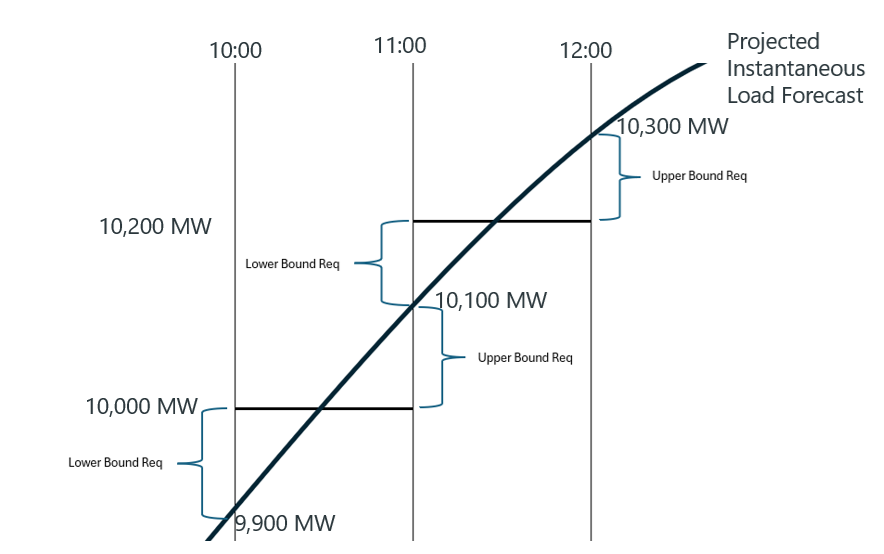 10:00
11:00
12:00
Projected
Instantaneous
Load Forecast
10,300 MW
Upper Bound Req
10,200 MW
Lower Bound Req
10,100 MW
Upper Bound Req
10,000 MW
Lower Bound Req
9,900 MW